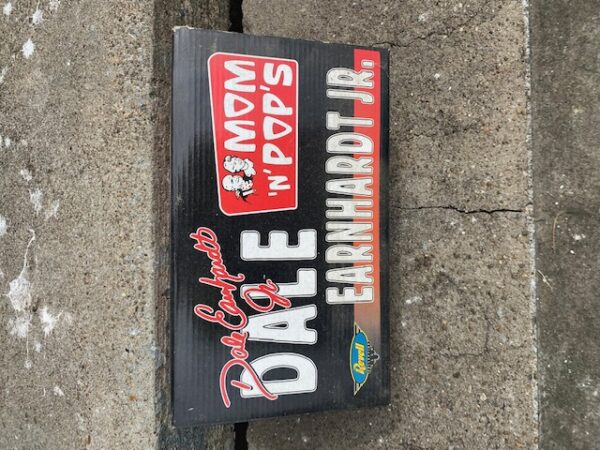 Dale Earnhardt
Jr
DALE
EARNHARDT JR.
MOM
'N' POP'S
Revell